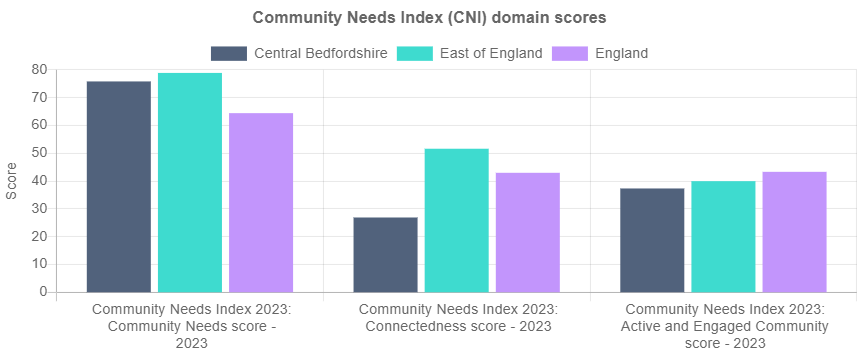 Community Needs Index (CNI) domain scores
Central Bedfordshire East of England England
80
70
60
50
40
30
20
10
0
Score
Community Needs Index 2023:
Community Needs score -
2023
Community Needs Index 2023:
Connectedness score - 2023
Community Needs Index 2023:
Active and Engaged Community
score - 2023